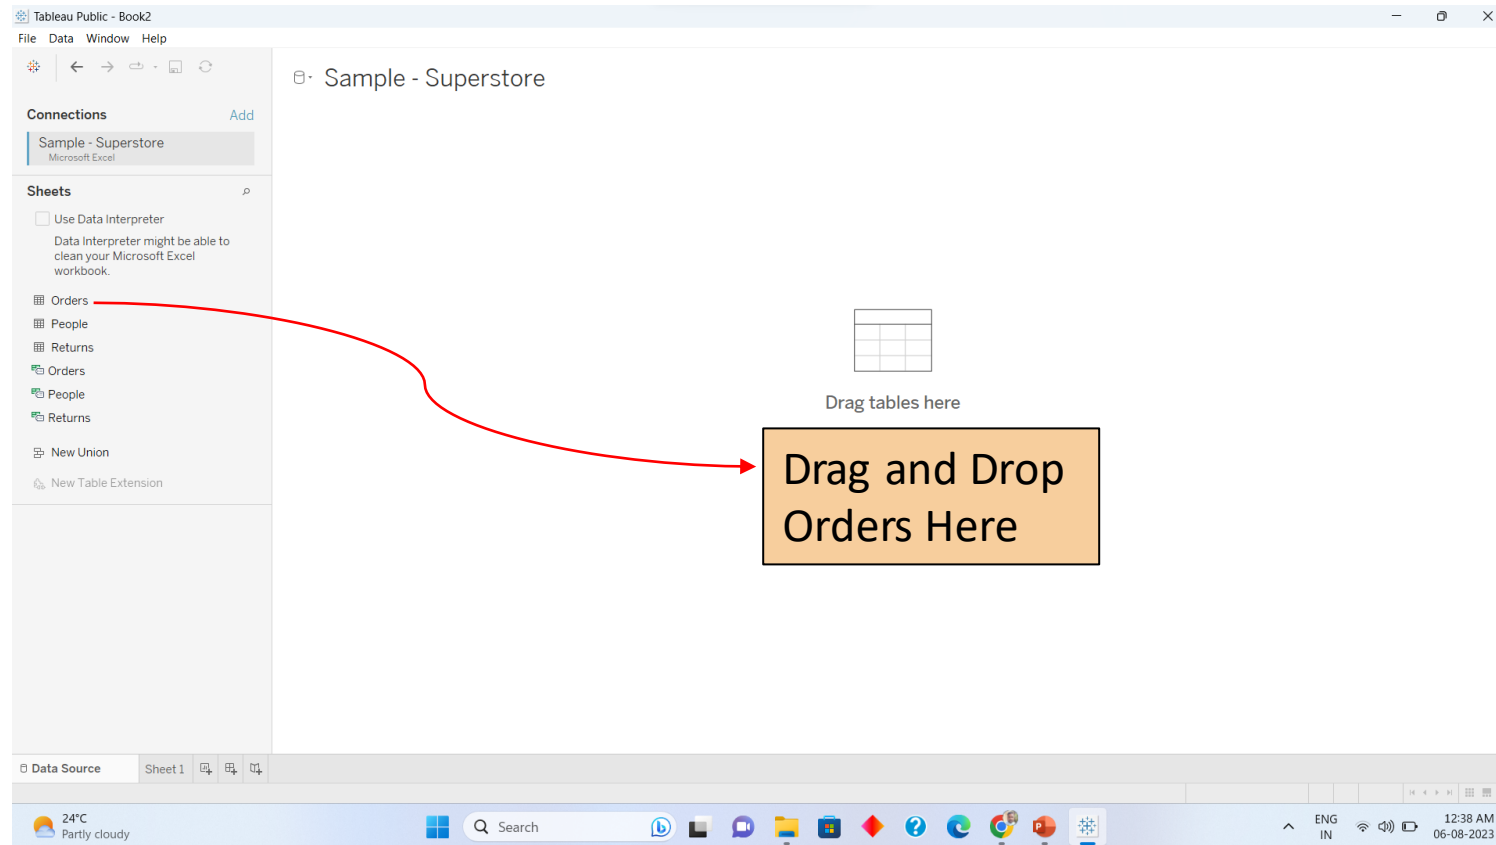 Tableau Public - Book2
File Data Window Help
Sample - Superstore
Connections
Add
Sample - Superstore
Microsoft Excel
Sheets
Use Data Interpreter
Data Interpreter might be able to
clean your Microsoft Excel
workbook.
Orders
People
Returns
Orders
People
Returns
New Union
New Table Extension
Drag tables here
Drag and Drop
Orders Here
Data Source
Sheet 1
24°C
Partly cloudy
Search
ENG
IN
12:38 AM
06-08-2023